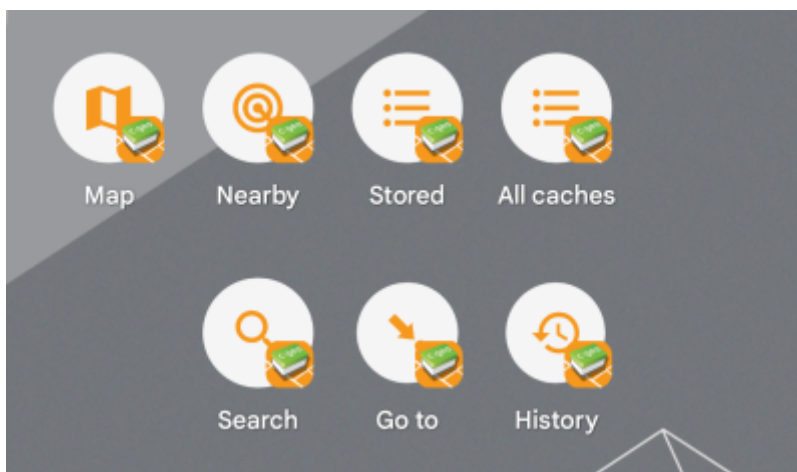 Map
Nearby
Stored
All caches
Search
Go to
History